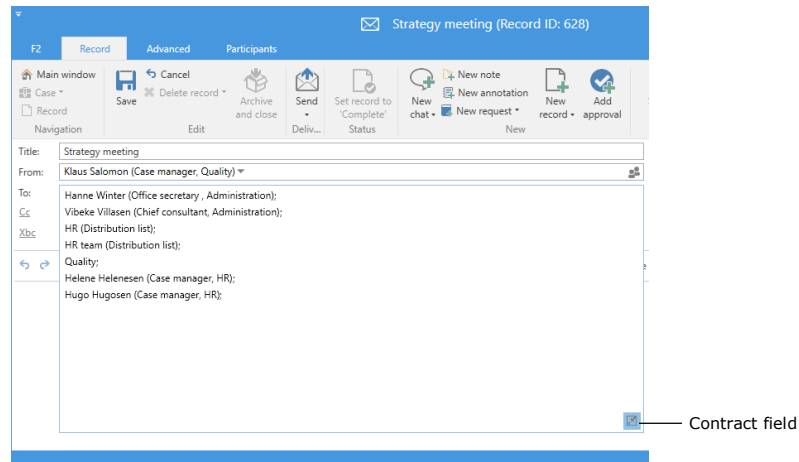 Strategy meeting (Record ID: 628)
F2 Record Advanced Participants
Main window
Case
Record
Navigation
Save
Cancel
Delete record
Archive
and close
Edit
Send
Deliv...
Set record to
'Complete'
Status
New
chat
New note
New annotation
New request
New
record
Add
approval
New
Title: Strategy meeting
From: Klaus Salomon (Case manager, Quality)
To: Hanne Winter (Office secretary , Administration);
Cc Vibeke Villasen (Chief consultant, Administration);
Xbc HR (Distribution list);
HR team (Distribution list);
Quality;
Helene Helenesen (Case manager, HR);
Hugo Hugosen (Case manager, HR);
Contract field